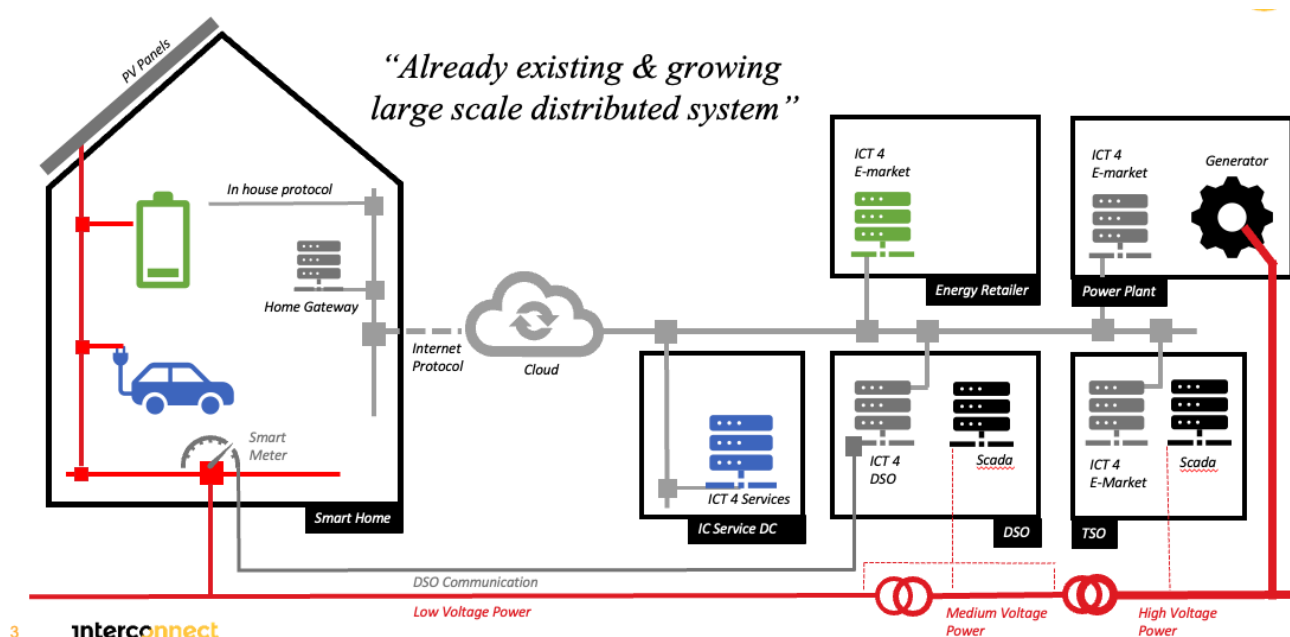 “Already existing & growing
large scale distributed system”
PV Panels
In house protocol
Home Gateway
Internet
Protocol
Cloud
Smart
Meter
Smart Home
ICT 4
E-market
Energy Retailer
ICT 4
E-market
Generator
Power Plant
ICT 4 Services
IC Service DC
ICT 4
DSO
Scada
DSO
ICT 4
E-Market
Scada
TSO
DSO Communication
Low Voltage Power
Medium Voltage
Power
High Voltage
Power
3
interconnect